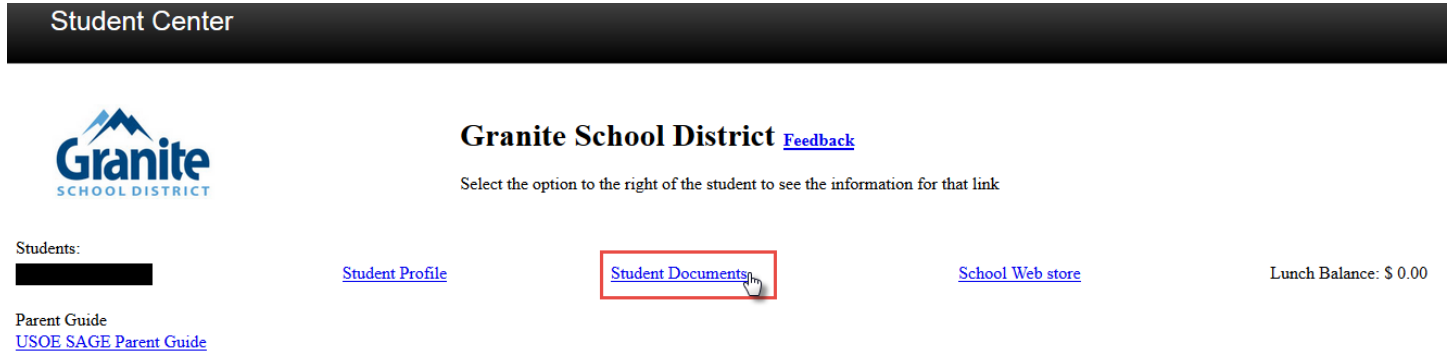 Student Center
Granite
SCHOOL DISTRICT
Granite School District Feedback
Select the option to the right of the student to see the information for that link
Students:
Student Profile Student Documents School Web store Lunch Balance: $ 0.00
Parent Guide
USOE SAGE Parent Guide